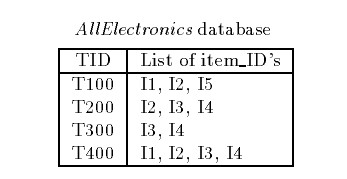 AllElectronics database
TID List of item_ID's
T100 I1, I2, I5
T200 I2, I3, I4
T300 I3, I4
T400 I1, I2, I3, I4